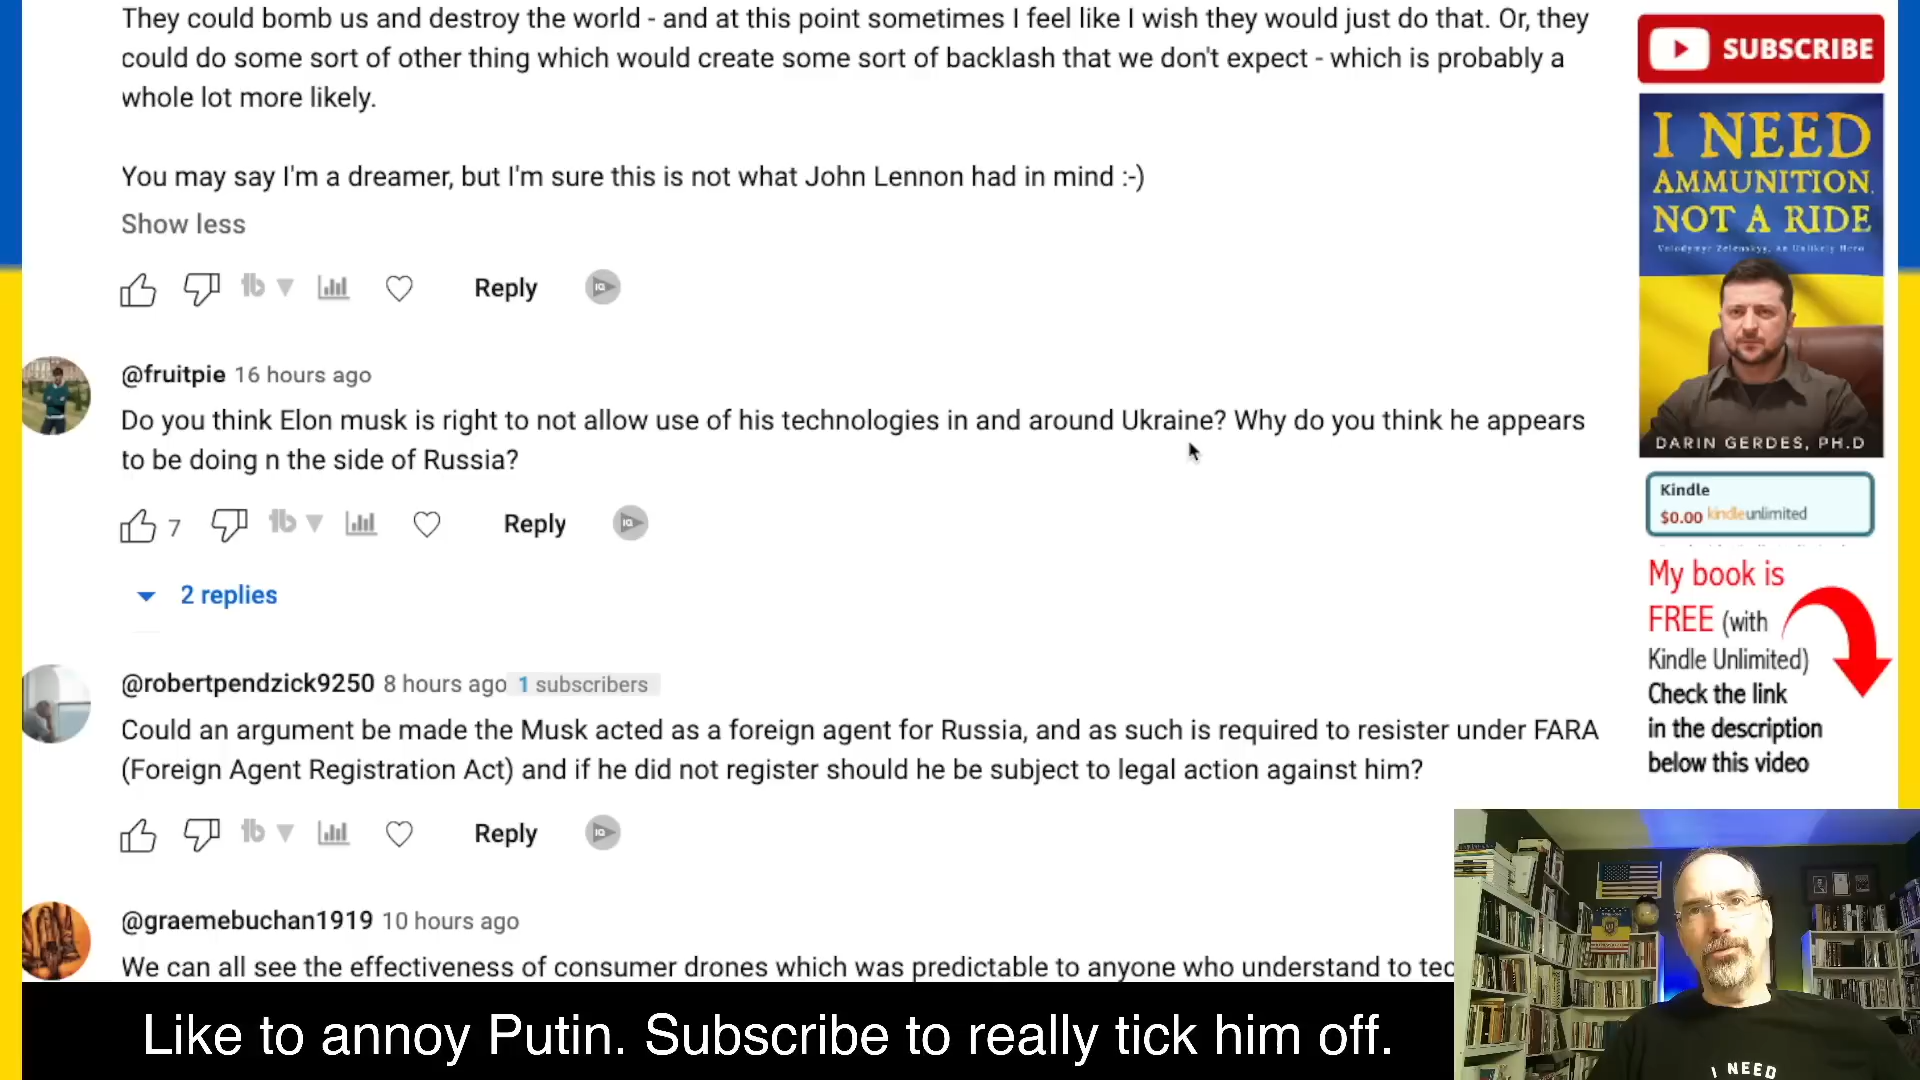 They could bomb us and destroy the world - and at this point sometimes I feel like I wish they would just do that. Or, they
could do some sort of other thing which would create some sort of backlash that we don't expect - which is probably a
whole lot more likely.
You may say I'm a dreamer, but I'm sure this is not what John Lennon had in mind :-)
Show less
Reply
@fruitpie 16 hours ago
Do you think Elon musk is right to not allow use of his technologies in and around Ukraine? Why do you think he appears
to be doing n the side of Russia?
7 Reply
2 replies
@robertpendzick9250 8 hours ago 1 subscribers
Could an argument be made the Musk acted as a foreign agent for Russia, and as such is required to resister under FARA
(Foreign Agent Registration Act) and if he did not register should he be subject to legal action against him?
Reply
@graemebuchan1919 10 hours ago
We can all see the effectiveness of consumer drones which was predictable to anyone who understand to tec
SUBSCRIBE
I NEED
AMMUNITION,
NOT A RIDE
Volodymyr Zelenskyy, An Unlikely Hero
DARIN GERDES, PH.D
Kindle
$0.00 kindleunlimited
My book is
FREE (with
Kindle Unlimited)
Check the link
in the description
below this video
I NEED
Like to annoy Putin. Subscribe to really tick him off.